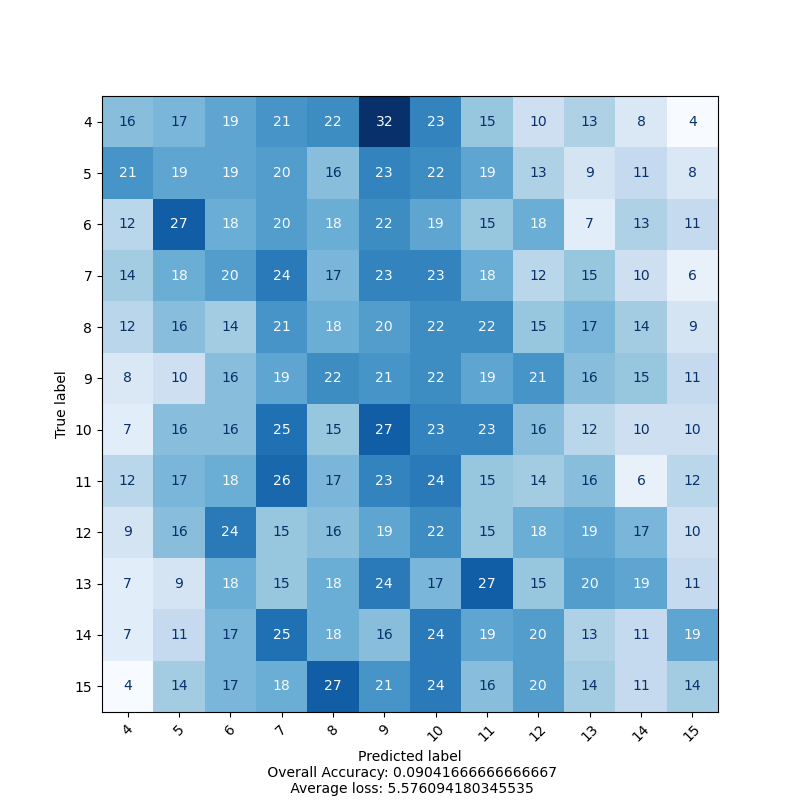 4 16 17 19 21 22 32 23 15 10 13 8 4
5 21 19 19 20 16 23 22 19 13 9 11 8
6 12 27 18 20 18 22 19 15 18 7 13 11
7 14 18 20 24 17 23 23 18 12 15 10 6
8 12 16 14 21 18 20 22 22 15 17 14 9
9 8 10 16 19 22 21 22 19 21 16 15 11
True label
10 7 16 16 25 15 27 23 23 16 12 10 10
11 12 17 18 26 17 23 24 15 14 16 6 12
12 9 16 24 15 16 19 22 15 18 19 17 10
13 7 9 18 15 18 24 17 27 15 20 19 11
14 7 11 17 25 18 16 24 19 20 13 11 19
15 4 14 17 18 27 21 24 16 20 14 11 14
4 5 6 7 8 9 10 11 12 13 14 15
Predicted label
Overall Accuracy: 0.09041666666666667
Average loss: 5.576094180345535